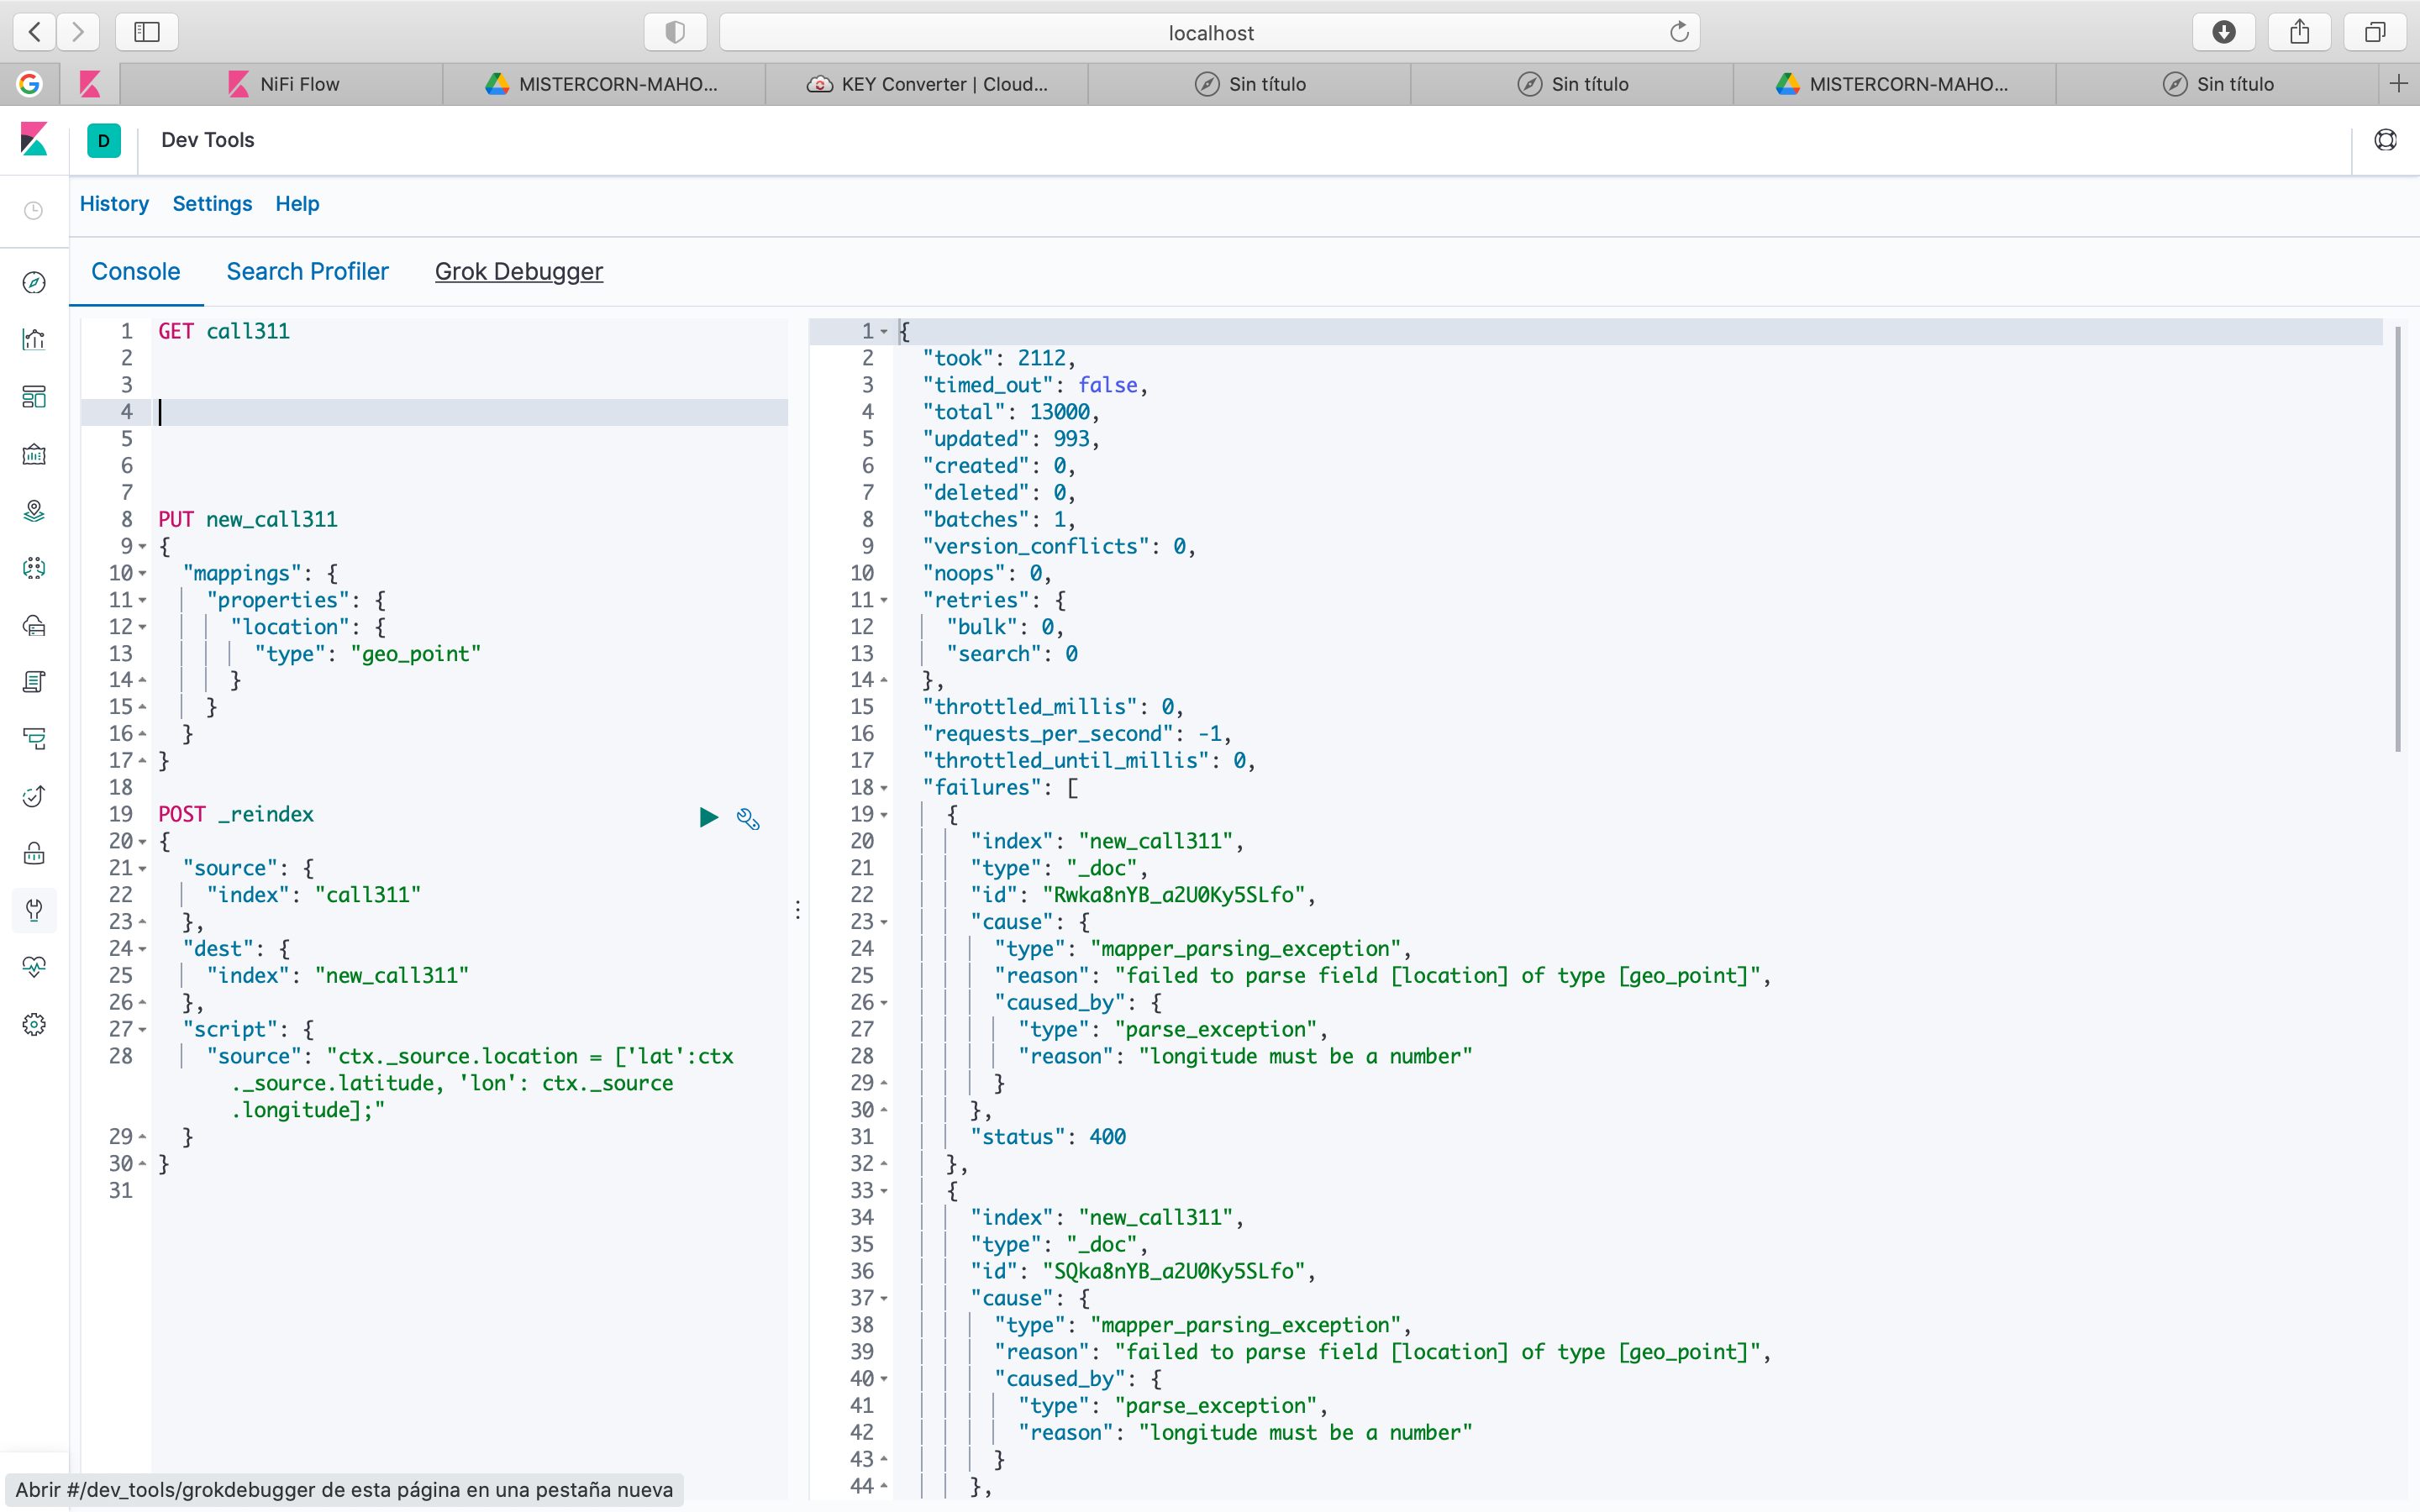 localhost
NiFi Flow
MISTERCORN-MAHO...
KEY Converter | Cloud...
Sin título
Sin título
MISTERCORN-MAHO...
Sin título
D
Dev Tools
History Settings Help
Console Search Profiler Grok Debugger
1 GET call311
2
3
4
5
6
7
8 PUT new_call311
9 {
10 "mappings": {
11 "properties": {
12 "location": {
13 "type": "geo_point"
14 }
15 }
16 }
17 }
18
19 POST _reindex
20 {
21 "source": {
22 "index": "call311"
23 },
24 "dest": {
25 "index": "new_call311"
26 },
27 "script": {
28 "source": "ctx._source.location = ['lat':ctx
._source.latitude, 'lon': ctx._source
.longitude];"
29 }
30 }
31
1 {
2 "took": 2112,
3 "timed_out": false,
4 "total": 13000,
5 "updated": 993,
6 "created": 0,
7 "deleted": 0,
8 "batches": 1,
9 "version_conflicts": 0,
10 "noops": 0,
11 "retries": {
12 "bulk": 0,
13 "search": 0
14 },
15 "throttled_millis": 0,
16 "requests_per_second": -1,
17 "throttled_until_millis": 0,
18 "failures": [
19 {
20 "index": "new_call311",
21 "type": "_doc",
22 "id": "Rwka8nYB_a2U0Ky5SLfo",
23 "cause": {
24 "type": "mapper_parsing_exception",
25 "reason": "failed to parse field [location] of type [geo_point]",
26 "caused_by": {
27 "type": "parse_exception",
28 "reason": "longitude must be a number"
29 }
30 },
31 "status": 400
32 },
33 {
34 "index": "new_call311",
35 "type": "_doc",
36 "id": "SQka8nYB_a2U0Ky5SLfo",
37 "cause": {
38 "type": "mapper_parsing_exception",
39 "reason": "failed to parse field [location] of type [geo_point]",
40 "caused_by": {
41 "type": "parse_exception",
42 "reason": "longitude must be a number"
43 }
44 },
Abrir #/dev_tools/grokdebugger de esta página en una pestaña nueva